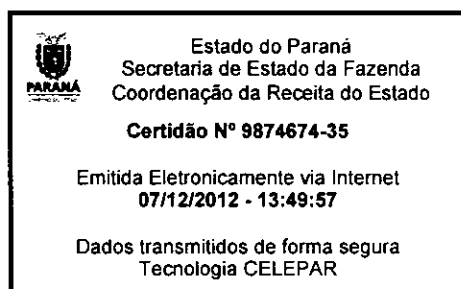 PARANÁ
Estado do Paraná
Secretaria de Estado da Fazenda
Coordenação da Receita do Estado
Certidão Nº 9874674-35
Emitida Eletronicamente via Internet
07/12/2012 - 13:49:57
Dados transmitidos de forma segura
Tecnologia CELEPAR